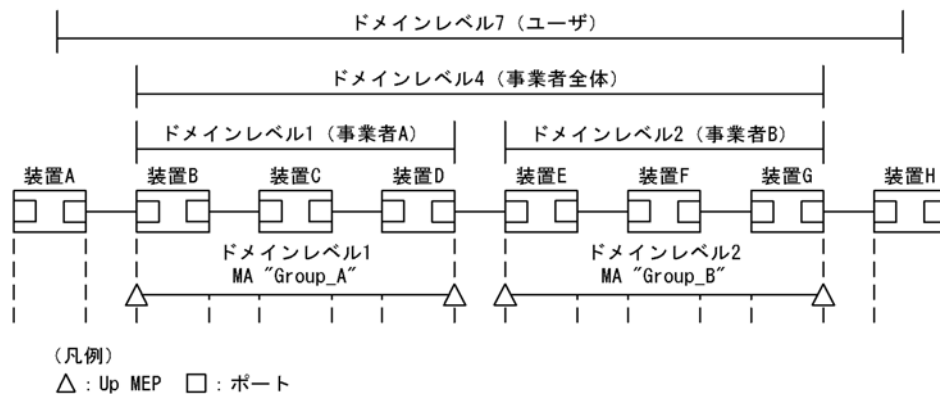 ドメインレベル7（ユーザ）
ドメインレベル4（事業者全体）
ドメインレベル1（事業者A） ドメインレベル2（事業者B）
装置A 装置B 装置C 装置D 装置E 装置F 装置G 装置H
ドメインレベル1 ドメインレベル2
MA "Group_A" MA "Group_B"
（凡例）
△：Up MEP □：ポート